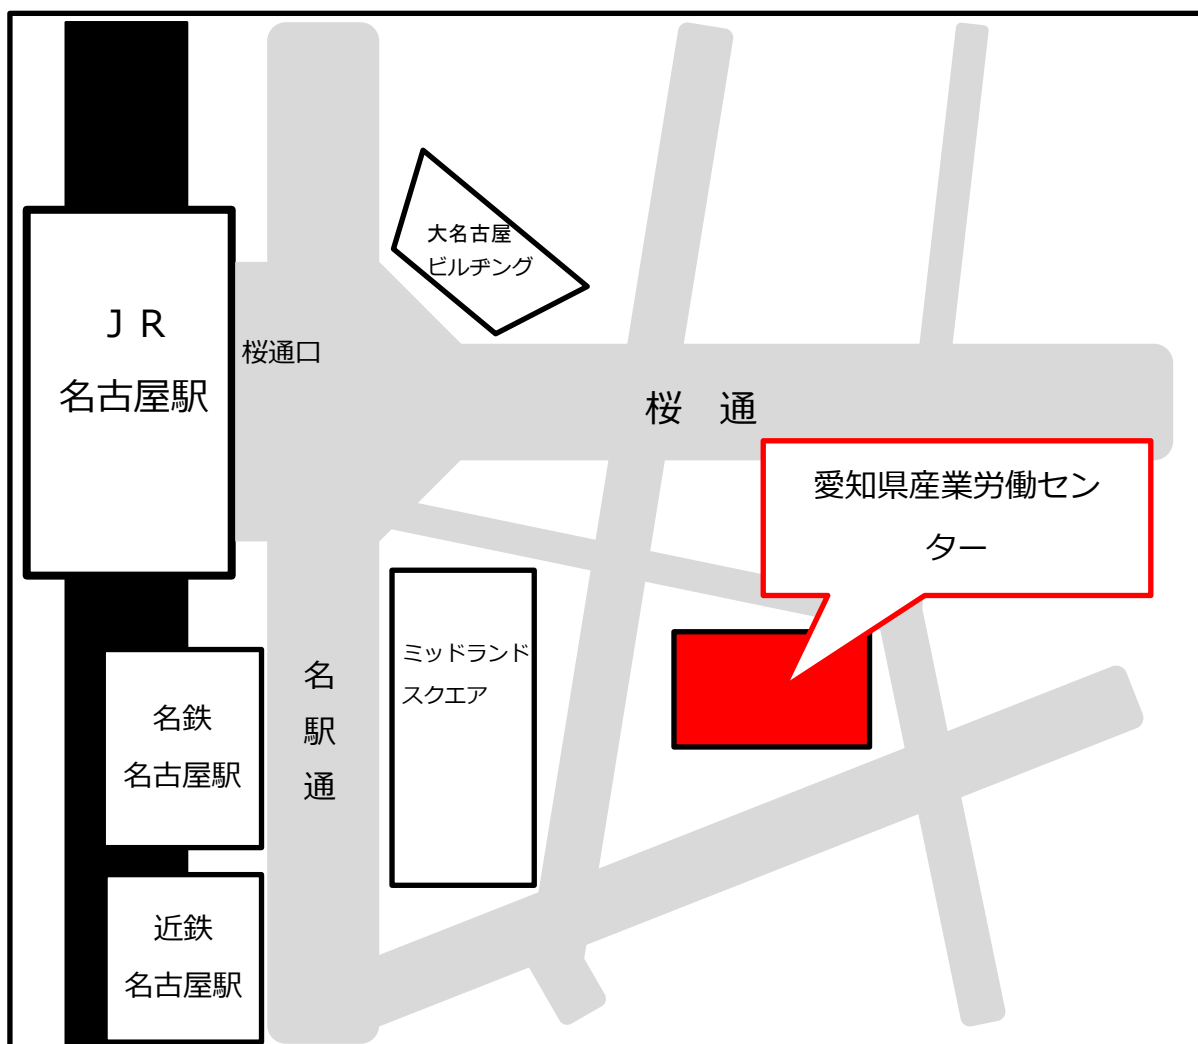 大名古屋
ビルヂング
ＪＲ
名古屋駅
桜通口
桜　通
愛知県産業労働セン
ター
ミッドランド
スクエア
名
駅
通
名鉄
名古屋駅
近鉄
名古屋駅